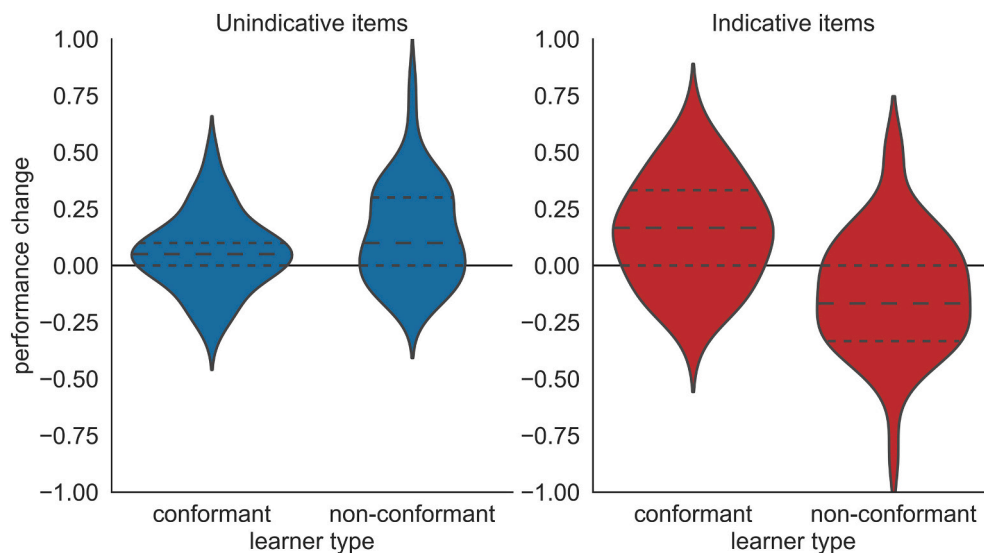 Unindicative items
Indicative items
performance change
1.00
0.75
0.50
0.25
0.00
−0.25
−0.50
−0.75
−1.00
conformant
non-conformant
learner type
1.00
0.75
0.50
0.25
0.00
−0.25
−0.50
−0.75
−1.00
conformant
non-conformant
learner type